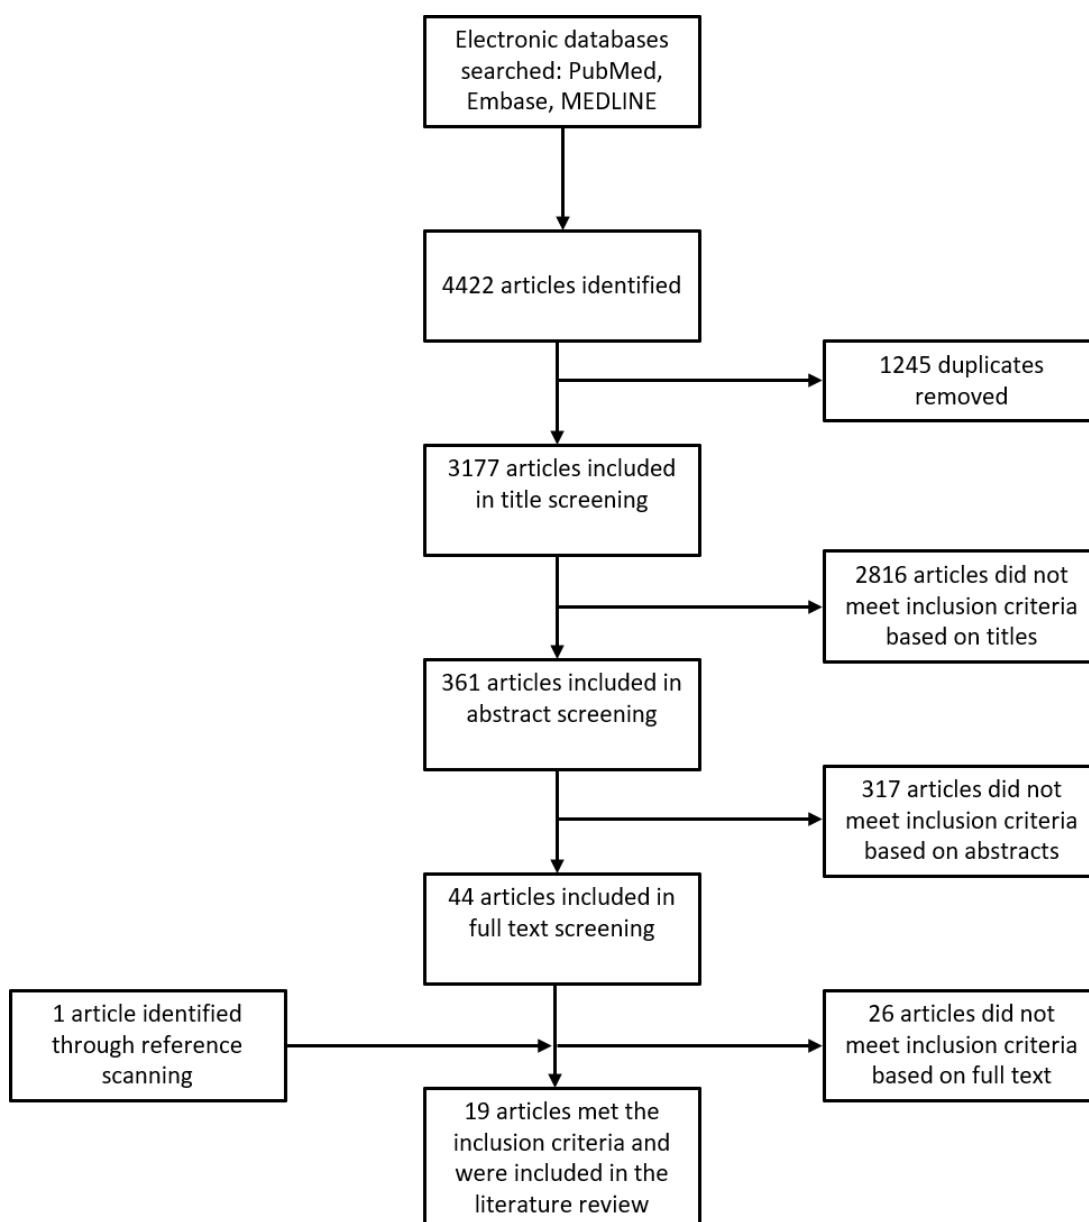 Electronic databases
searched: PubMed,
Embase, MEDLINE
4422 articles identified
1245 duplicates
removed
3177 articles included
in title screening
2816 articles did not
meet inclusion criteria
based on titles
361 articles included in
abstract screening
317 articles did not
meet inclusion criteria
based on abstracts
44 articles included in
full text screening
1 article identified
through reference
scanning
26 articles did not
meet inclusion criteria
based on full text
19 articles met the
inclusion criteria and
were included in the
literature review